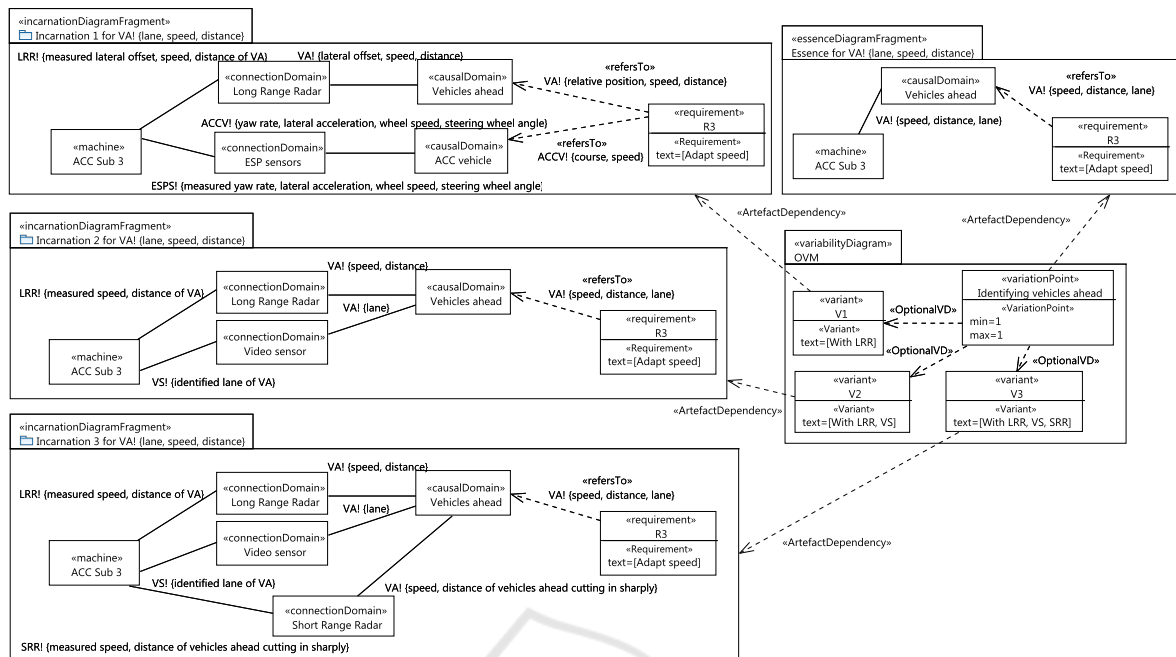 «incarnationDiagramFragment»
Incarnation 1 for VA! {lane, speed, distance}
LRR! {measured lateral offset, speed, distance of VA}
VA! {lateral offset, speed, distance}
«connectionDomain»
Long Range Radar
«causalDomain»
Vehicles ahead
«refersTo»
VA! {relative position, speed, distance}
ACCV! {yaw rate, lateral acceleration, wheel speed, steering wheel angle}
«machine»
ACC Sub 3
«connectionDomain»
ESP sensors
«causalDomain»
ACC vehicle
«refersTo»
ACCV! {course, speed}
«requirement»
R3
«Requirement»
text=[Adapt speed]
ESPS! {measured yaw rate, lateral acceleration, wheel speed, steering wheel angle}
«essenceDiagramFragment»
Essence for VA! {lane, speed, distance}
«causalDomain»
Vehicles ahead
«refersTo»
VA! {speed, distance, lane}
VA! {speed, distance, lane}
«machine»
ACC Sub 3
«requirement»
R3
«Requirement»
text=[Adapt speed]
«ArtefactDependency»
«ArtefactDependency»
«incarnationDiagramFragment»
Incarnation 2 for VA! {lane, speed, distance}
VA! {speed, distance}
LRR! {measured speed, distance of VA}
«connectionDomain»
Long Range Radar
«causalDomain»
Vehicles ahead
«refersTo»
VA! {speed, distance, lane}
VA! {lane}
«connectionDomain»
Video sensor
«machine»
ACC Sub 3
VS! {identified lane of VA}
«requirement»
R3
«Requirement»
text=[Adapt speed]
«variabilityDiagram»
OVM
«variationPoint»
Identifying vehicles ahead
«VariationPoint»
min=1
max=1
«variant»
V1
«Variant»
text=[With LRR]
«OptionalVD»
«OptionalVD»
«OptionalVD»
«variant»
V2
«Variant»
text=[With LRR, VS]
«variant»
V3
«Variant»
text=[With LRR, VS, SRR]
«ArtefactDependency»
«incarnationDiagramFragment»
Incarnation 3 for VA! {lane, speed, distance}
VA! {speed, distance}
LRR! {measured speed, distance of VA}
«connectionDomain»
Long Range Radar
«causalDomain»
Vehicles ahead
«refersTo»
VA! {speed, distance, lane}
VA! {lane}
«connectionDomain»
Video sensor
«machine»
ACC Sub 3
VS! {identified lane of VA}
«requirement»
R3
«Requirement»
text=[Adapt speed]
VA! {speed, distance of vehicles ahead cutting in sharply}
«connectionDomain»
Short Range Radar
SRR! {measured speed, distance of vehicles ahead cutting in sharply}
«ArtefactDependency»